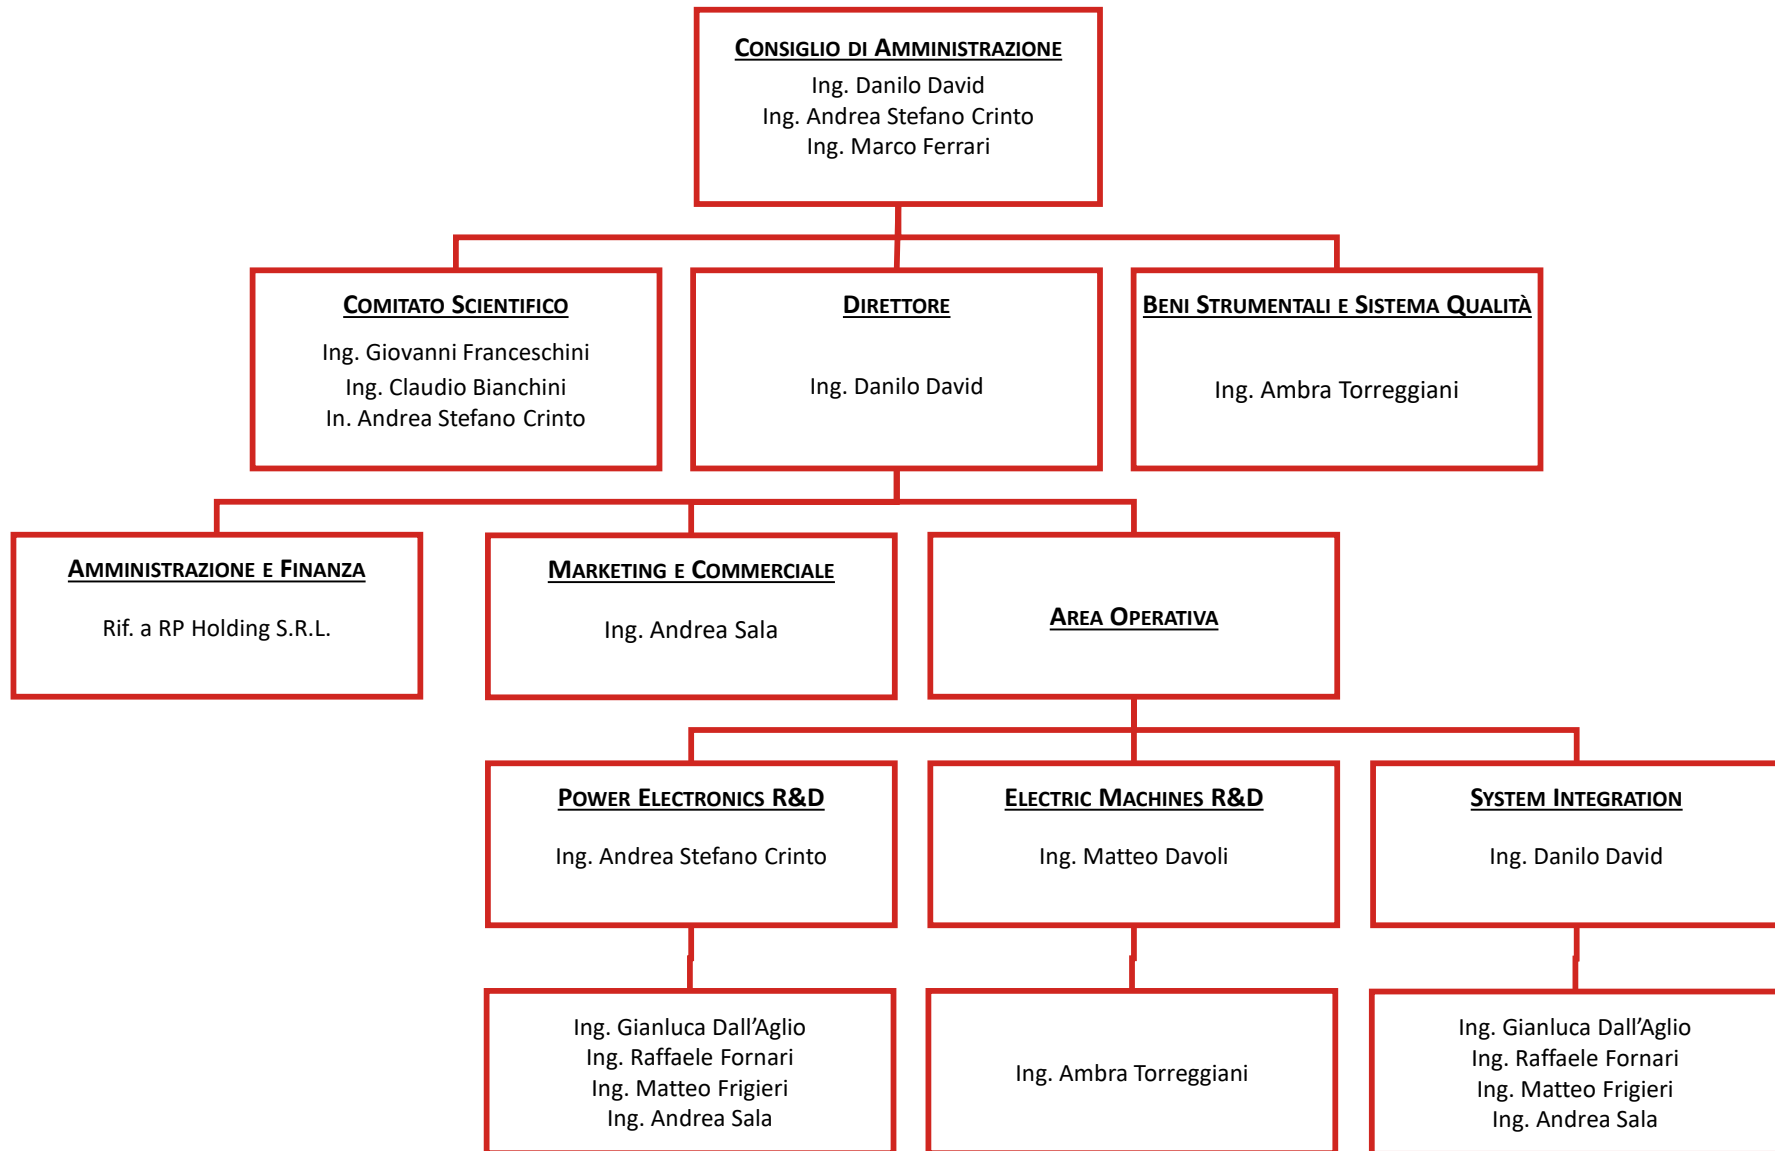 CONSIGLIO DI AMMINISTRAZIONE
Ing. Danilo David
Ing. Andrea Stefano Crinto
Ing. Marco Ferrari
COMITATO SCIENTIFICO
Ing. Giovanni Franceschini
Ing. Claudio Bianchini
In. Andrea Stefano Crinto
DIRETTORE
Ing. Danilo David
BENI STRUMENTALI E SISTEMA QUALITÀ
Ing. Ambra Torreggiani
AMMINISTRAZIONE E FINANZA
Rif. a RP Holding S.R.L.
MARKETING E COMMERCIALE
Ing. Andrea Sala
AREA OPERATIVA
POWER ELECTRONICS R&D
Ing. Andrea Stefano Crinto
ELECTRIC MACHINES R&D
Ing. Matteo Davoli
SYSTEM INTEGRATION
Ing. Danilo David
Ing. Gianluca Dall’Aglio
Ing. Raffaele Fornari
Ing. Matteo Frigieri
Ing. Andrea Sala
Ing. Ambra Torreggiani
Ing. Gianluca Dall’Aglio
Ing. Raffaele Fornari
Ing. Matteo Frigieri
Ing. Andrea Sala